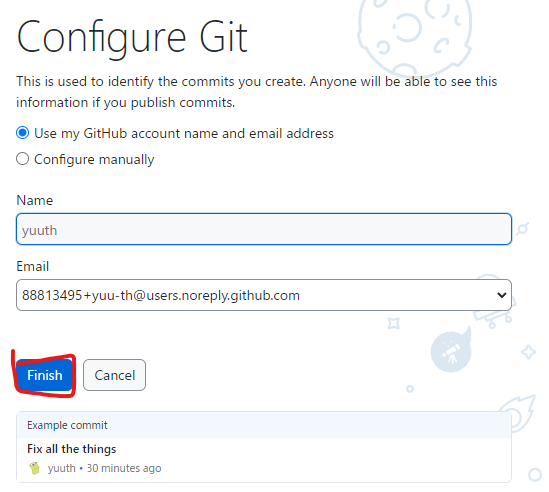 Configure Git
This is used to identify the commits you create. Anyone will be able to see this
information if you publish commits.
Use my GitHub account name and email address
Configure manually
Name
yuuth
Email
88813495+yuu-th@users.noreply.github.com
Finish
Cancel
Example commit
Fix all the things
yuuth • 30 minutes ago